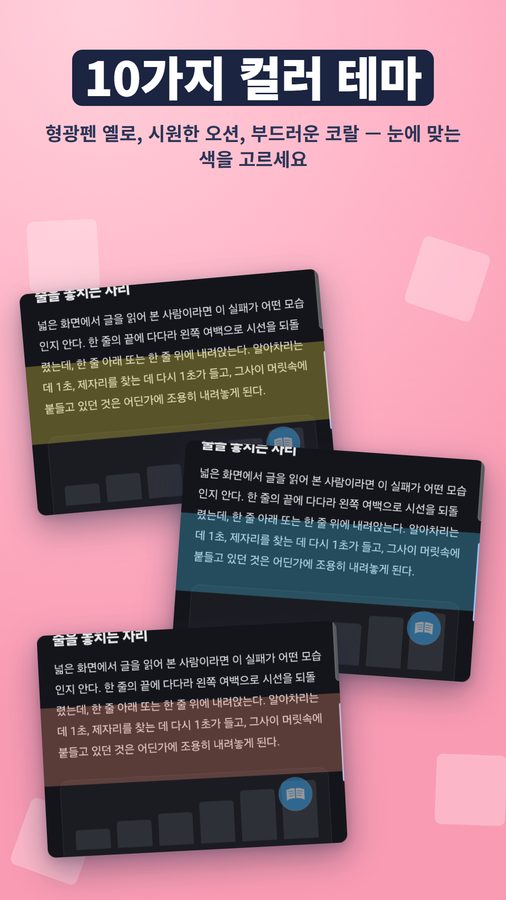 10가지 컬러 테마
형광펜 옐로, 시원한 오션, 부드러운 코랄 — 눈에 맞는
색을 고르세요
줄을 놓치는 자리
넓은 화면에서 글을 읽어 본 사람이라면 이 실패가 어떤 모습
인지 안다. 한 줄의 끝에 다다라 왼쪽 여백으로 시선을 되돌
렸는데, 한 줄 아래 또는 한 줄 위에 내려앉는다. 알아차리는
데 1초, 제자리를 찾는 데 다시 1초가 들고, 그사이 머릿속에
붙들고 있던 것은 어딘가에 조용히 내려놓게 된다.
줄을 놓치는 자리
넓은 화면에서 글을 읽어 본 사람이라면 이 실패가 어떤 모습
인지 안다. 한 줄의 끝에 다다라 왼쪽 여백으로 시선을 되돌
렸는데, 한 줄 아래 또는 한 줄 위에 내려앉는다. 알아차리는
데 1초, 제자리를 찾는 데 다시 1초가 들고, 그사이 머릿속에
붙들고 있던 것은 어딘가에 조용히 내려놓게 된다.
줄을 놓치는 자리
넓은 화면에서 글을 읽어 본 사람이라면 이 실패가 어떤 모습
인지 안다. 한 줄의 끝에 다다라 왼쪽 여백으로 시선을 되돌
렸는데, 한 줄 아래 또는 한 줄 위에 내려앉는다. 알아차리는
데 1초, 제자리를 찾는 데 다시 1초가 들고, 그사이 머릿속에
붙들고 있던 것은 어딘가에 조용히 내려놓게 된다.